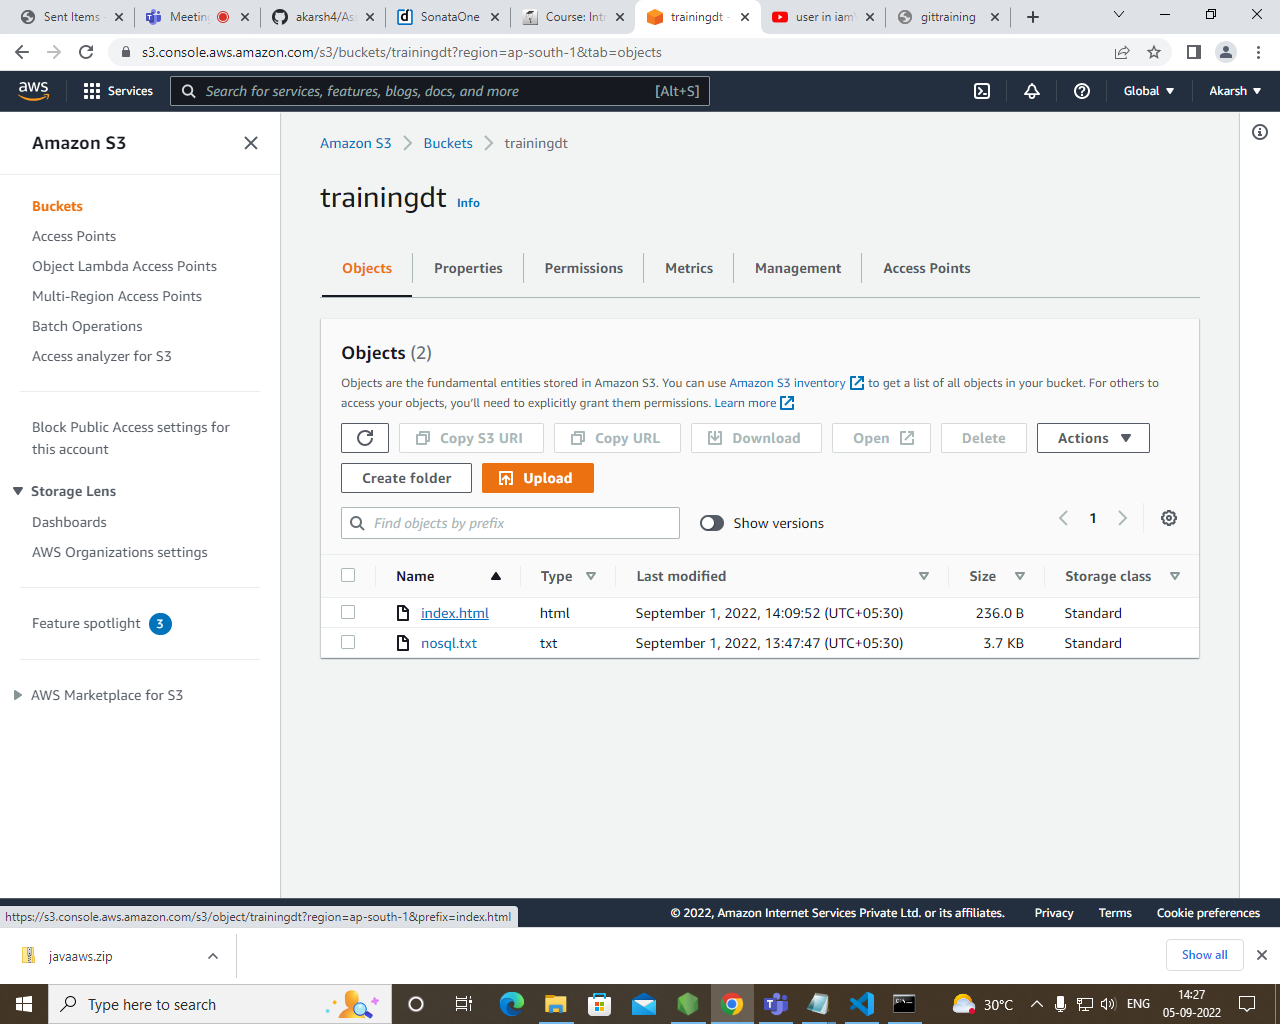 Sent Items
Meeting
akarsh4/As
SonataOne
Course: Intr
trainingdt -
user in iam
gittraining
s3.console.aws.amazon.com/s3/buckets/trainingdt?region=ap-south-1&tab=objects
aws
Services
Search for services, features, blogs, docs, and more
[Alt+S]
Global
Akarsh
Amazon S3
Buckets
Access Points
Object Lambda Access Points
Multi-Region Access Points
Batch Operations
Access analyzer for S3
Block Public Access settings for
this account
Storage Lens
Dashboards
AWS Organizations settings
Feature spotlight 3
AWS Marketplace for S3
Amazon S3 Buckets trainingdt
trainingdt Info
Objects Properties Permissions Metrics Management Access Points
Objects (2)
Objects are the fundamental entities stored in Amazon S3. You can use Amazon S3 inventory to get a list of all objects in your bucket. For others to
access your objects, you'll need to explicitly grant them permissions. Learn more
Copy S3 URI Copy URL Download Open Delete Actions
Create folder Upload
Find objects by prefix Show versions 1
Name Type Last modified Size Storage class
index.html html September 1, 2022, 14:09:52 (UTC+05:30) 236.0 B Standard
nosql.txt txt September 1, 2022, 13:47:47 (UTC+05:30) 3.7 KB Standard
https://s3.console.aws.amazon.com/s3/object/trainingdt?region=ap-south-1&prefix=index.html
© 2022, Amazon Internet Services Private Ltd. or its affiliates. Privacy Terms Cookie preferences
javaaws.zip
Show all
Type here to search
30°C
ENG
14:27
05-09-2022